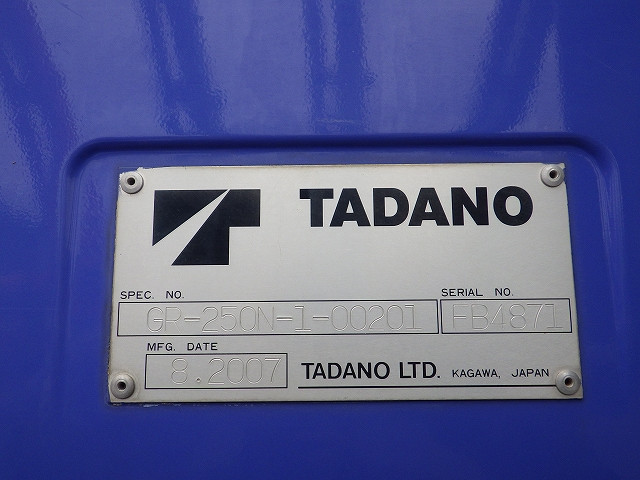 TADANO
SPEC. NO. SERIAL NO.
GR-250N-1-00201 FB4871
MFG. DATE
8.2007 TADANO LTD. KAGAWA, JAPAN